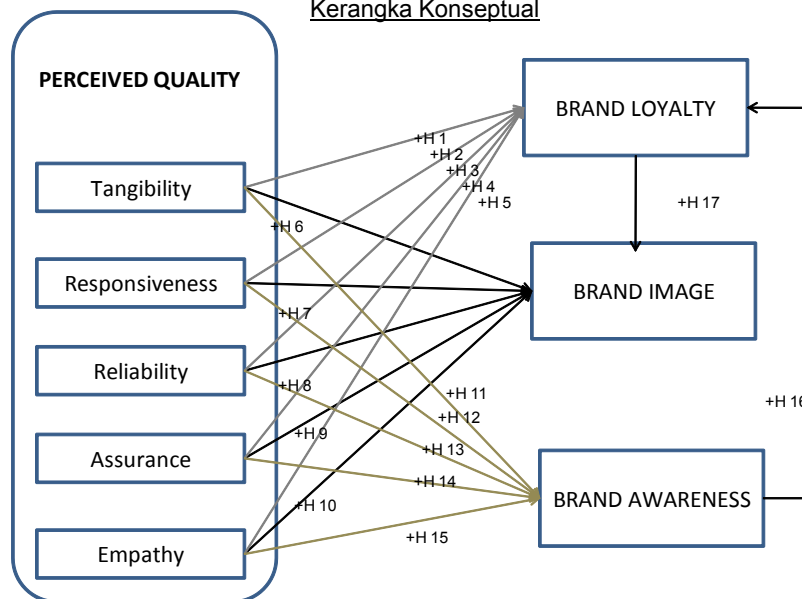 Kerangka Konseptual
PERCEIVED QUALITY
Tangibility
Responsiveness
Reliability
Assurance
Empathy
+H 1
+H 2
+H 3
+H 4
+H 5
+H 6
+H 7
+H 8
+H 9
+H 10
+H 11
+H 12
+H 13
+H 14
+H 15
BRAND LOYALTY
+H 17
BRAND IMAGE
+H 16
BRAND AWARENESS